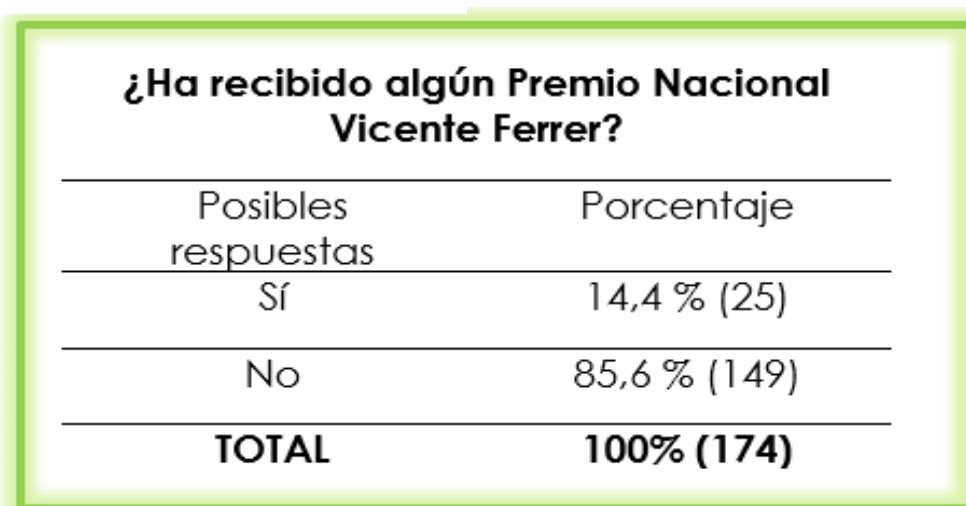 ¿Ha recibido algún Premio Nacional
Vicente Ferrer?
Posibles respuestas Porcentaje
Sí 14,4 % (25)
No 85,6 % (149)
TOTAL 100% (174)